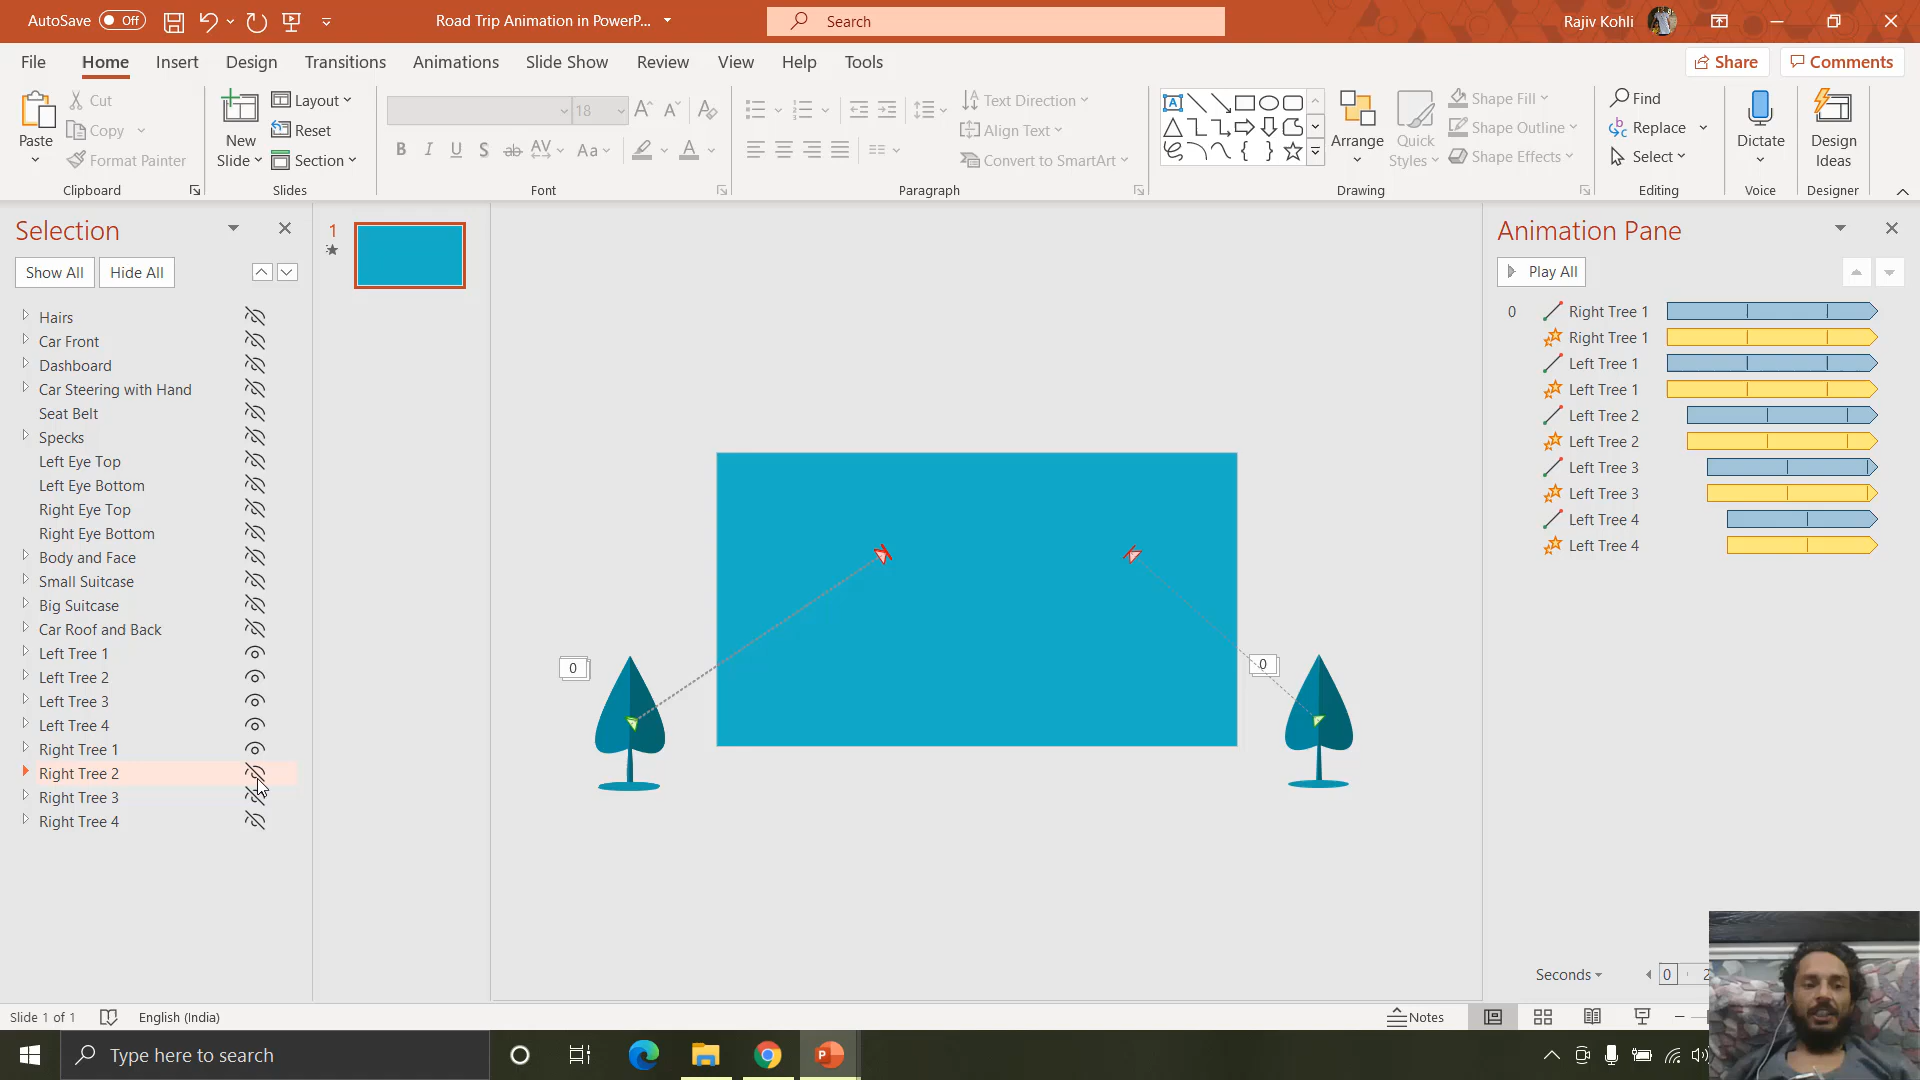 AutoSave Off
Road Trip Animation in PowerP...
Search
Rajiv Kohli
File Home Insert Design Transitions Animations Slide Show Review View Help Tools
Share Comments
Paste
Cut
Copy
Format Painter
Clipboard
New
Slide
Layout
Reset
Section
Slides
18
B I U S ab AV Aa A
Font
Text Direction
Align Text
Convert to SmartArt
Paragraph
Arrange
Quick
Styles
Shape Fill
Shape Outline
Shape Effects
Drawing
Find
Replace
Select
Editing
Dictate
Voice
Design
Ideas
Designer
Selection
Show All Hide All
Hairs
Car Front
Dashboard
Car Steering with Hand
Seat Belt
Specks
Left Eye Top
Left Eye Bottom
Right Eye Top
Right Eye Bottom
Body and Face
Small Suitcase
Big Suitcase
Car Roof and Back
Left Tree 1
Left Tree 2
Left Tree 3
Left Tree 4
Right Tree 1
Right Tree 2
Right Tree 3
Right Tree 4
1
0
0
Animation Pane
Play All
0 Right Tree 1
Right Tree 1
Left Tree 1
Left Tree 1
Left Tree 2
Left Tree 2
Left Tree 3
Left Tree 3
Left Tree 4
Left Tree 4
Seconds 0 2
Slide 1 of 1 English (India)
Notes
Type here to search